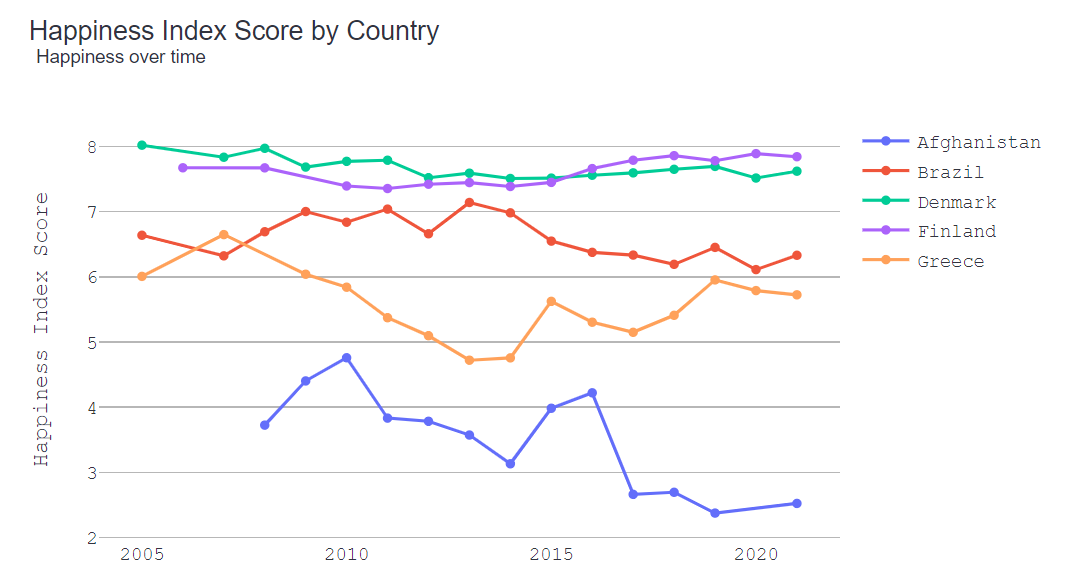 Happiness Index Score by Country
Happiness over time
Happiness Index Score
8
7
6
5
4
3
2
2005
2010
2015
2020
Afghanistan
Brazil
Denmark
Finland
Greece